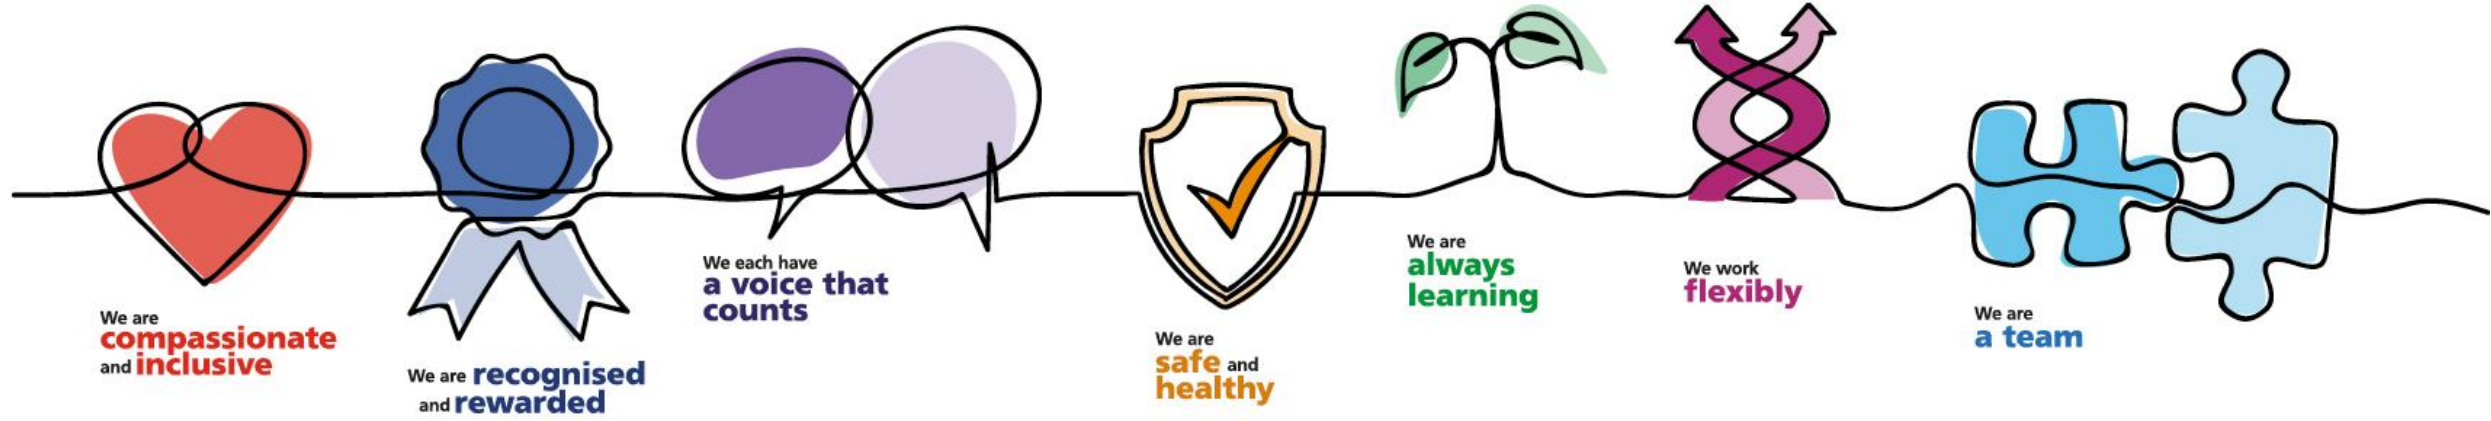 We are
compassionate
and inclusive
We are recognised
and rewarded
We each have
a voice that
counts
We are
safe and
healthy
We are
always
learning
We work
flexibly
We are
a team